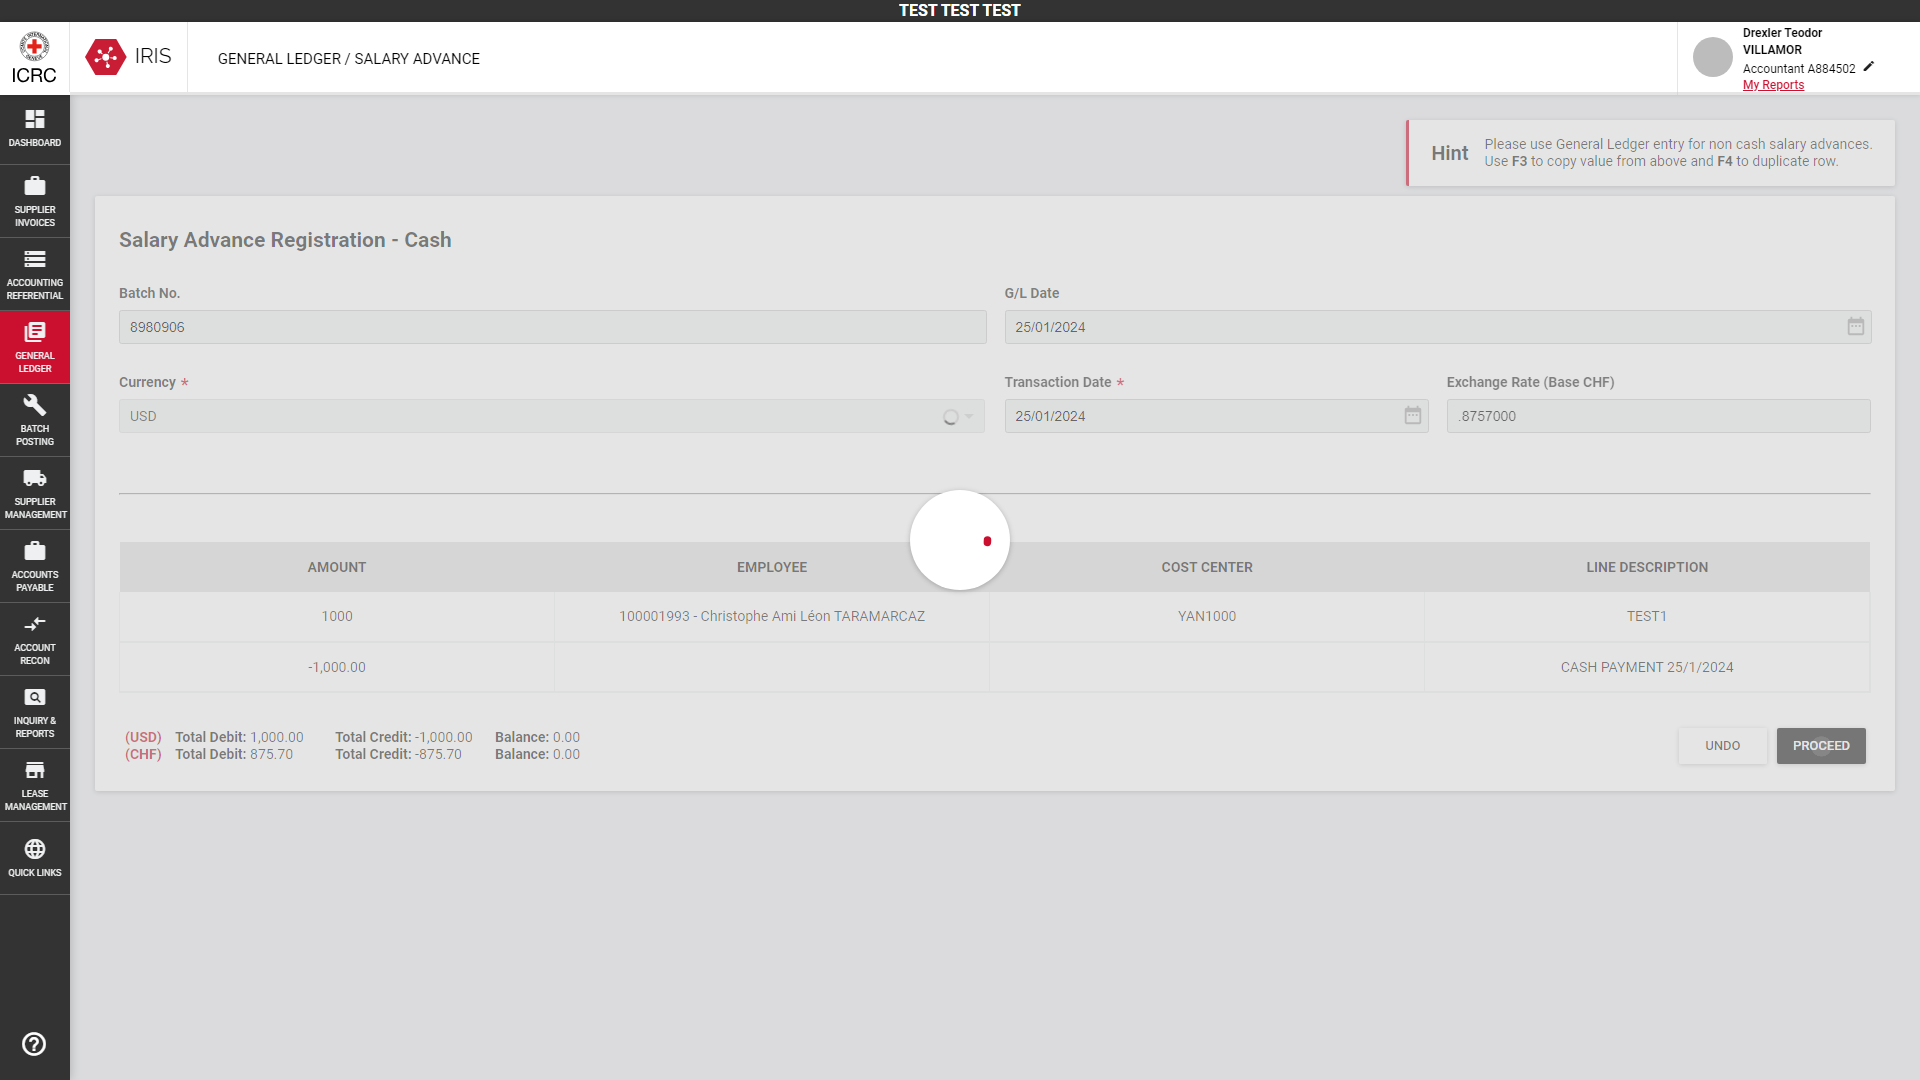 TEST TEST TEST
ICRC
IRIS
GENERAL LEDGER / SALARY ADVANCE
Drexler Teodor
VILLAMOR
Accountant A884502
My Reports
DASHBOARD
SUPPLIER
INVOICES
ACCOUNTING
REFERENTIAL
GENERAL
LEDGER
BATCH
POSTING
SUPPLIER
MANAGEMENT
ACCOUNTS
PAYABLE
ACCOUNT
RECON
INQUIRY &
REPORTS
LEASE
MANAGEMENT
QUICK LINKS
Hint
Please use General Ledger entry for non cash salary advances.
Use F3 to copy value from above and F4 to duplicate row.
Salary Advance Registration - Cash
Batch No.
8980906
G/L Date
25/01/2024
Currency *
USD
Transaction Date *
25/01/2024
Exchange Rate (Base CHF)
.8757000
AMOUNT EMPLOYEE COST CENTER LINE DESCRIPTION
1000 100001993 - Christophe Ami Léon TARAMARCAZ YAN1000 TEST1
-1,000.00 CASH PAYMENT 25/1/2024
(USD) Total Debit: 1,000.00 Total Credit: -1,000.00 Balance: 0.00
(CHF) Total Debit: 875.70 Total Credit: -875.70 Balance: 0.00
UNDO
PROCEED